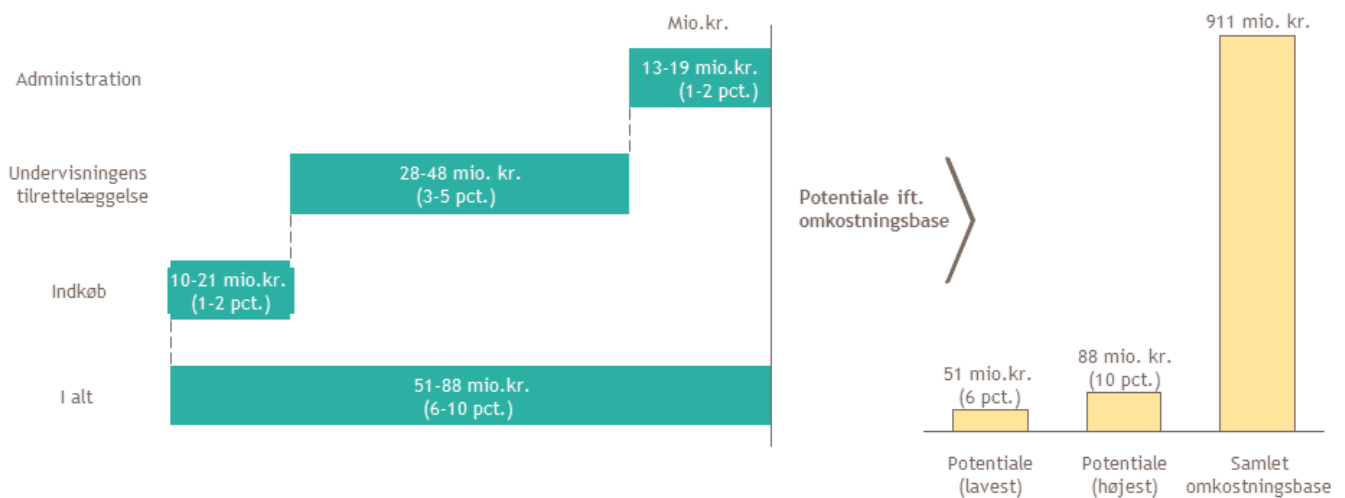 Mio.kr.
Administration
13-19 mio.kr.
(1-2 pct.)
Undervisningens
tilrettelæggelse
28-48 mio. kr.
(3-5 pct.)
Indkøb
10-21 mio.kr.
(1-2 pct.)
I alt
51-88 mio.kr.
(6-10 pct.)
Potentiale ift.
omkostningsbase
911 mio. kr.
51 mio.kr.
(6 pct.)
88 mio. kr.
(10 pct.)
Potentiale
(lavest)
Potentiale
(højest)
Samlet
omkostningsbase